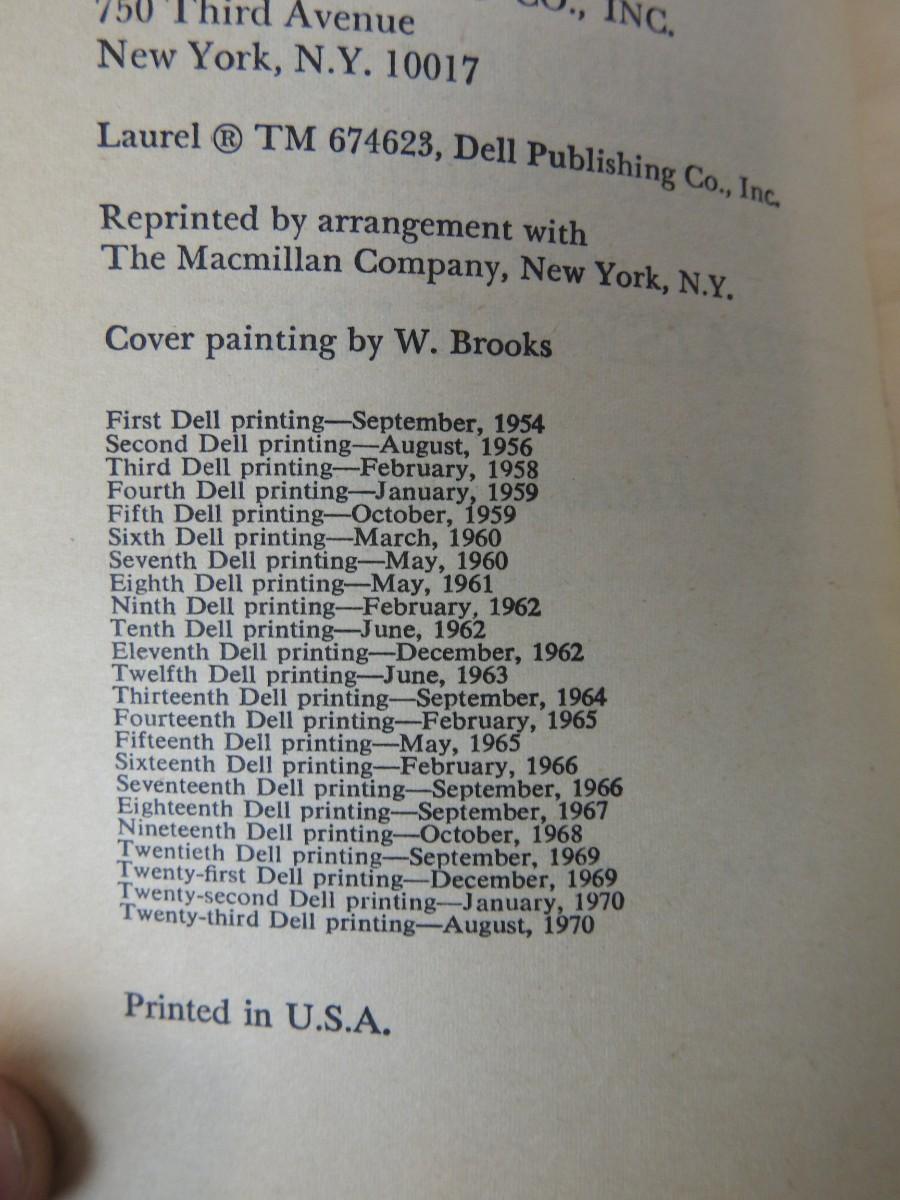 CO., INC.
750 Third Avenue
New York, N.Y. 10017
Laurel ® TM 674623, Dell Publishing Co., Inc.
Reprinted by arrangement with
The Macmillan Company, New York, N.Y.
Cover painting by W. Brooks
First Dell printing—September, 1954
Second Dell printing—August, 1956
Third Dell printing—February, 1958
Fourth Dell printing—January, 1959
Fifth Dell printing—October, 1959
Sixth Dell printing—March, 1960
Seventh Dell printing—May, 1960
Eighth Dell printing—May, 1961
Ninth Dell printing—February, 1962
Tenth Dell printing—June, 1962
Eleventh Dell printing—December, 1962
Twelfth Dell printing—June, 1963
Thirteenth Dell printing—September, 1964
Fourteenth Dell printing—February, 1965
Fifteenth Dell printing—May, 1965
Sixteenth Dell printing—February, 1966
Seventeenth Dell printing—September, 1966
Eighteenth Dell printing—September, 1967
Nineteenth Dell printing—October, 1968
Twentieth Dell printing—September, 1969
Twenty-first Dell printing—December, 1969
Twenty-second Dell printing—January, 1970
Twenty-third Dell printing—August, 1970
Printed in U.S.A.